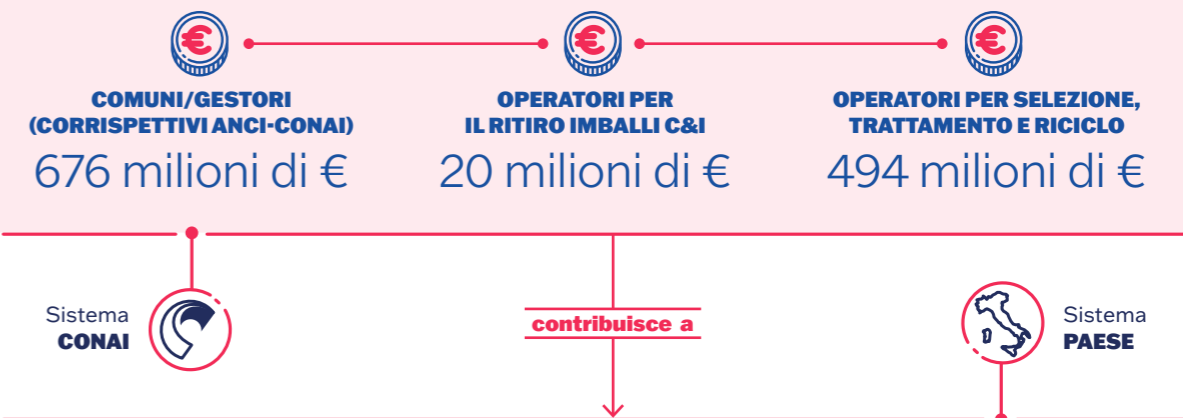 COMUNI/GESTORI
(CORRISPETTIVI ANCI-CONAI)
676 milioni di €
OPERATORI PER
IL RITIRO IMBALLI C&I
20 milioni di €
OPERATORI PER SELEZIONE,
TRATTAMENTO E RICICLO
494 milioni di €
Sistema
CONAI
contribuisce a
Sistema
PAESE